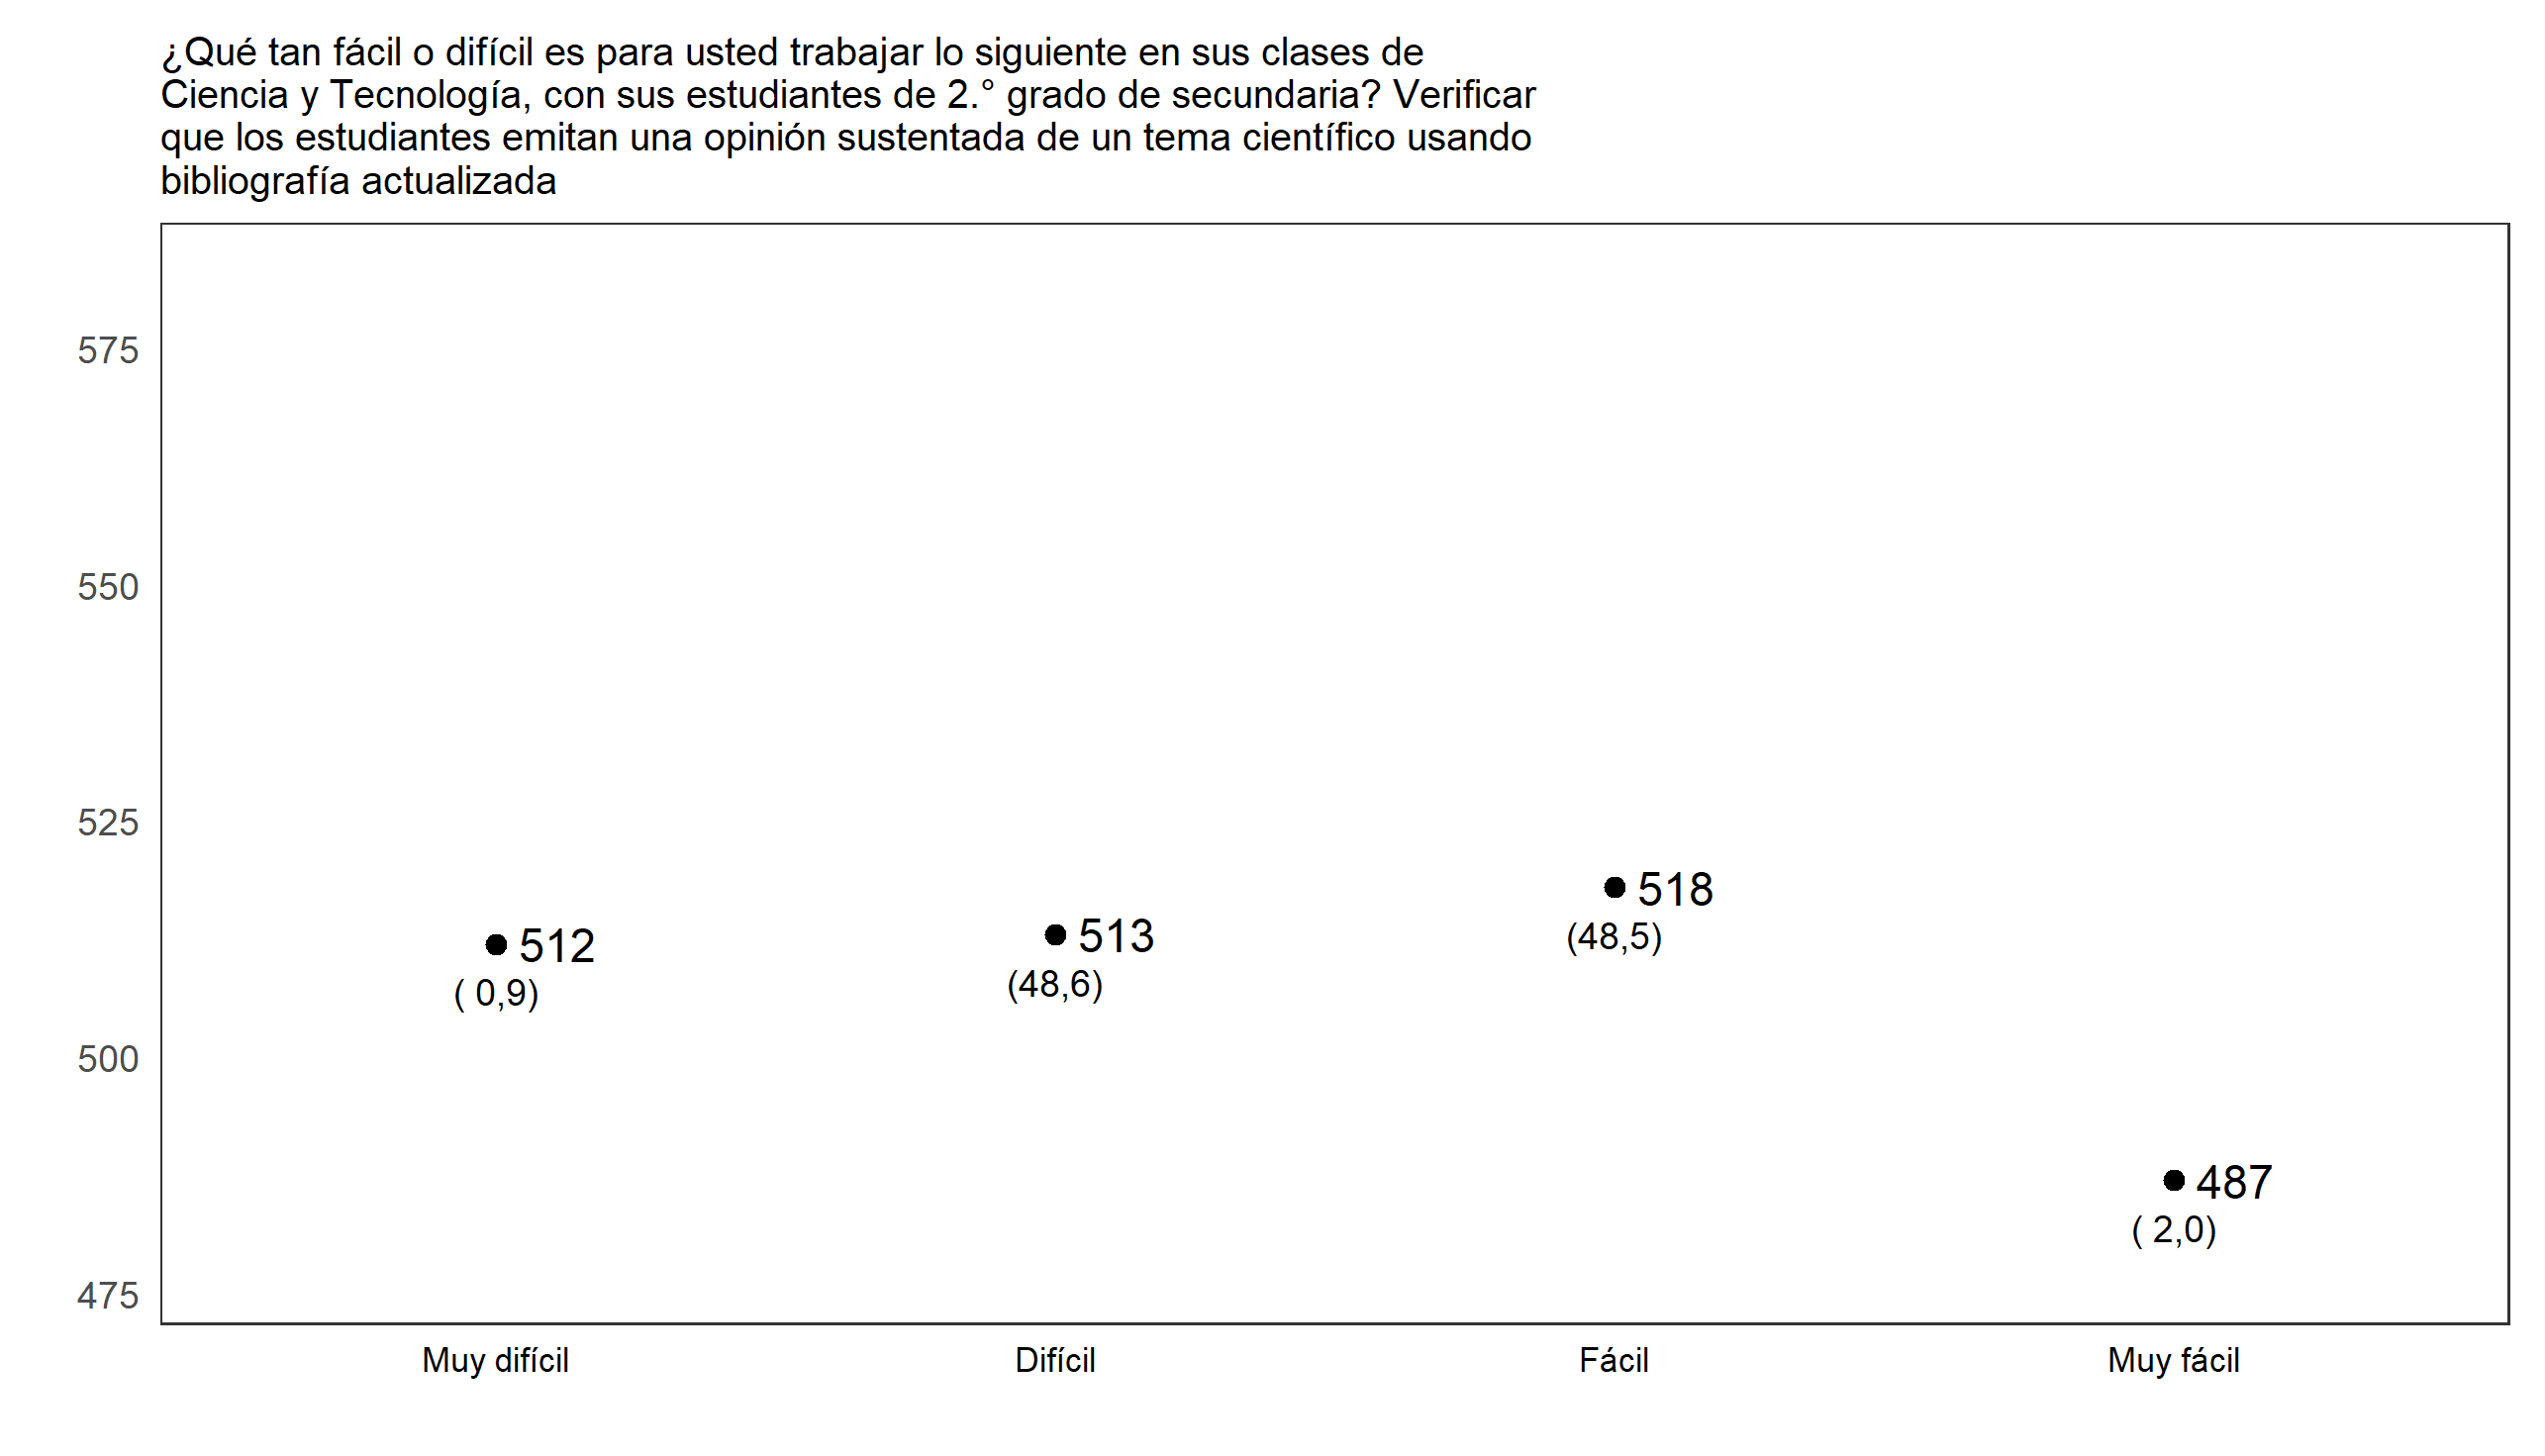 ¿Qué tan fácil o difícil es para usted trabajar lo siguiente en sus clases de
Ciencia y Tecnología, con sus estudiantes de 2.° grado de secundaria? Verificar
que los estudiantes emitan una opinión sustentada de un tema científico usando
bibliografía actualizada
575
550
525
518
(48,5)
513
(48,6)
512
( 0,9)
500
487
( 2,0)
475
Muy difícil
Difícil
Fácil
Muy fácil